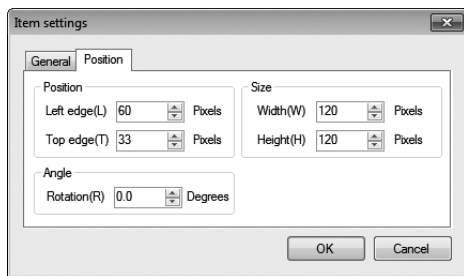 Item settings
General Position
Position
Left edge(L) 60 Pixels
Top edge(T) 33 Pixels
Size
Width(W) 120 Pixels
Height(H) 120 Pixels
Angle
Rotation(R) 0.0 Degrees
OK Cancel